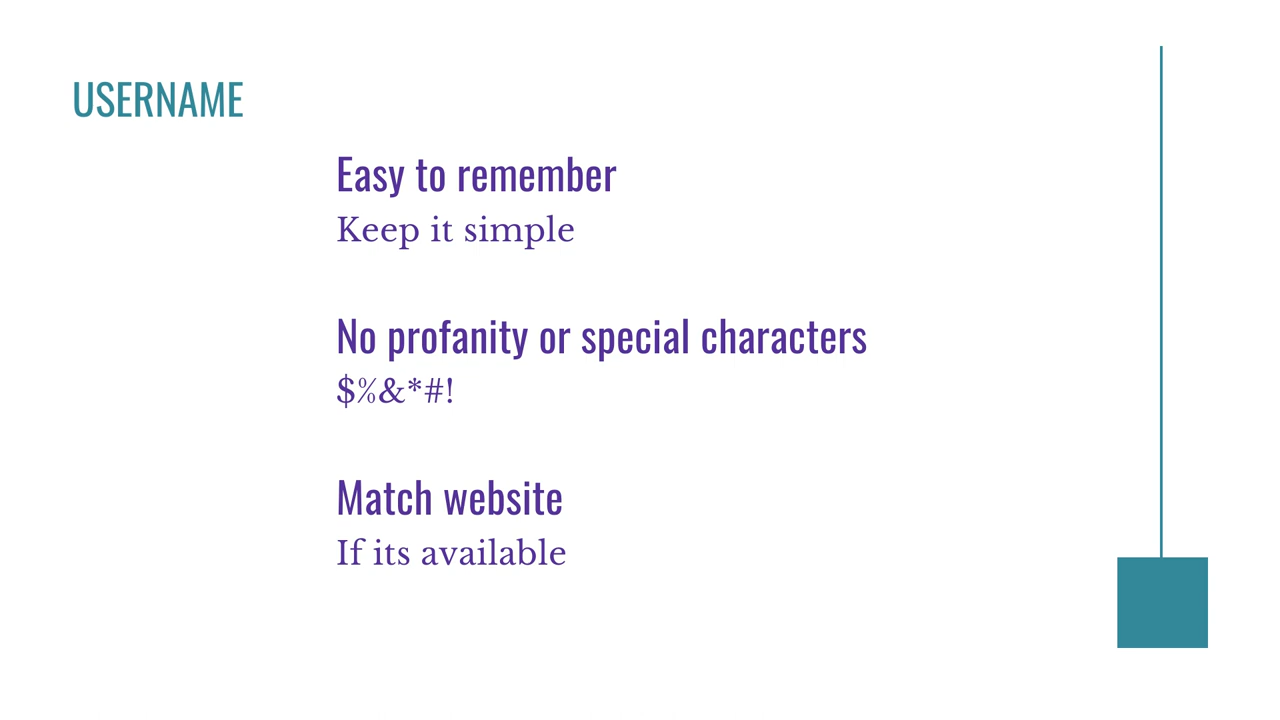 USERNAME
Easy to remember
Keep it simple
No profanity or special characters
$%&*#!
Match website
If its available